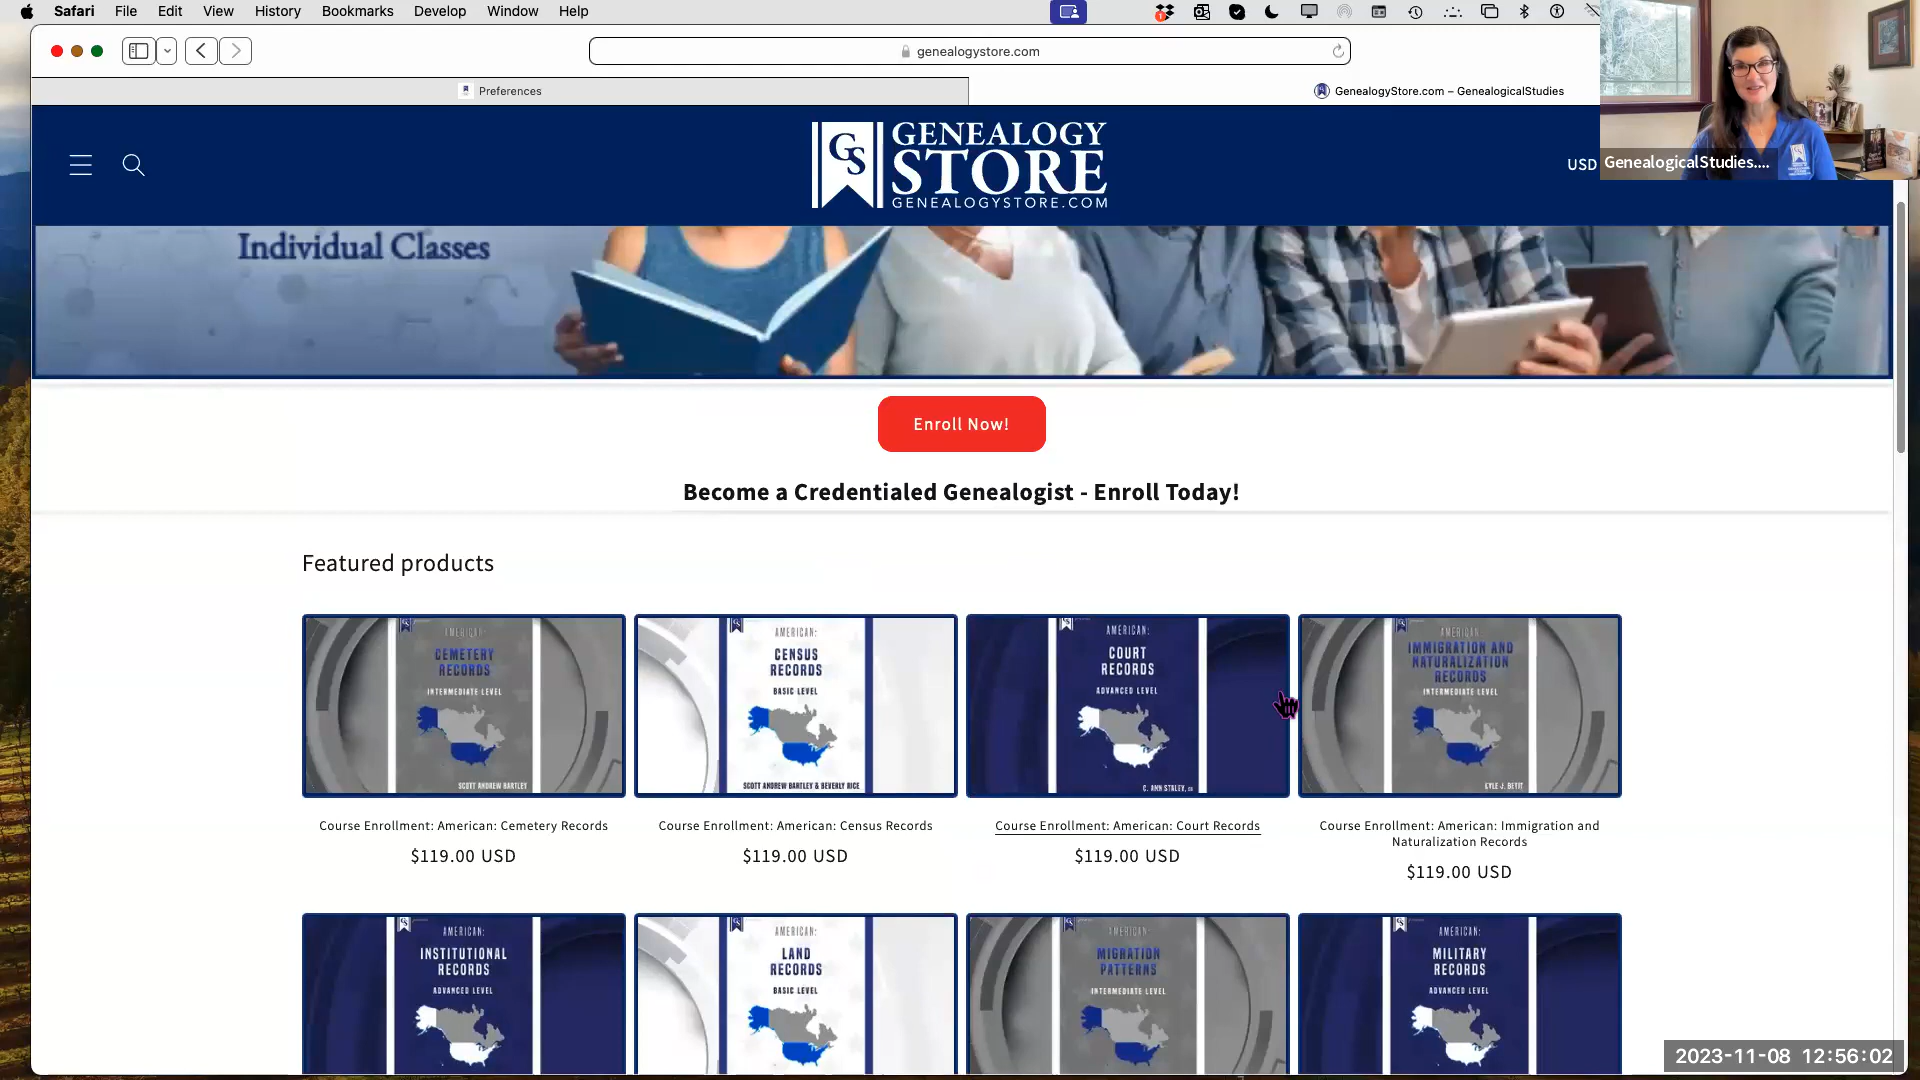 Safari File Edit View History Bookmarks Develop Window Help
genealogystore.com
Preferences
GenealogyStore.com – GenealogicalStudies
GS GENEALOGY
STORE
GENEALOGYSTORE.COM
USD
GenealogicalStudies....
Individual Classes
Enroll Now!
Become a Credentialed Genealogist - Enroll Today!
Featured products
AMERICAN:
CEMETERY
RECORDS
INTERMEDIATE LEVEL
SCOTT ANDREW BARTLEY
AMERICAN:
CENSUS
RECORDS
BASIC LEVEL
SCOTT ANDREW BARTLEY & BEVERLY RICE
AMERICAN:
COURT
RECORDS
ADVANCED LEVEL
C. ANN STALEY, CG
AMERICAN:
IMMIGRATION AND
NATURALIZATION
RECORDS
INTERMEDIATE LEVEL
KYLE J. BETIT
Course Enrollment: American: Cemetery Records
$119.00 USD
Course Enrollment: American: Census Records
$119.00 USD
Course Enrollment: American: Court Records
$119.00 USD
Course Enrollment: American: Immigration and
Naturalization Records
$119.00 USD
AMERICAN:
INSTITUTIONAL
RECORDS
ADVANCED LEVEL
AMERICAN:
LAND
RECORDS
BASIC LEVEL
AMERICAN:
MIGRATION
PATTERNS
INTERMEDIATE LEVEL
AMERICAN:
MILITARY
RECORDS
ADVANCED LEVEL
2023-11-08 12:56:02